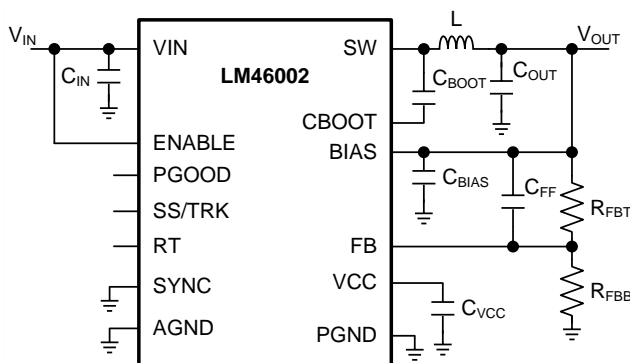 VIN
VIN
CIN
ENABLE
PGOOD
SS/TRK
RT
SYNC
AGND
LM46002
SW
CBOOT
BIAS
FB
VCC
PGND
L
VOUT
CBOOT
COUT
CBIAS
CFF
RFBT
RFBB
CVCC